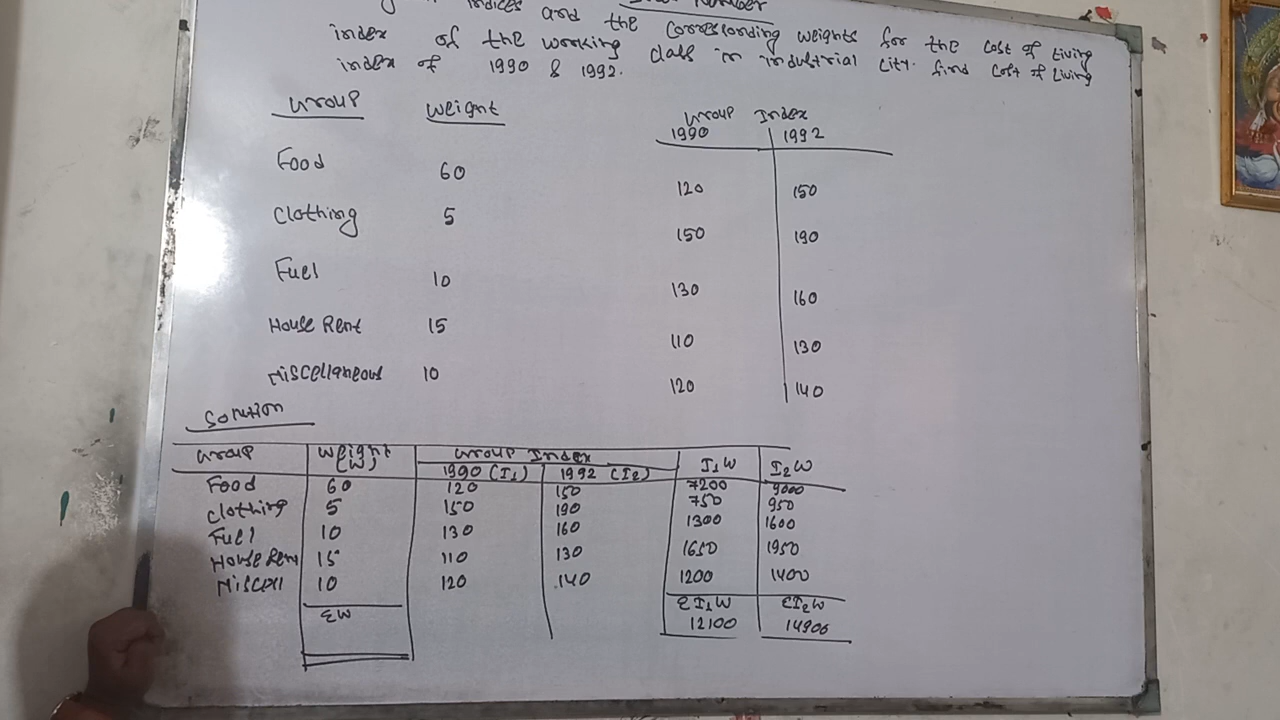 indices and the
index of the working the corresponding weights for the cost of Living
index of 1990 & 1992. Class in industrial city. find cost of Living
Group Weight Group Index
1990 1992
Food 60 120 150
Clothing 5 150 190
Fuel 10 130 160
House Rent 15 110 130
Miscellaneous 10 120 140
Solution
Group Weight (W) Group Index I₁W I₂W
1990 (I₁) 1992 (I₂)
Food 60 120 150 7200 9000
Clothing 5 150 190 750 950
Fuel 10 130 160 1300 1600
House Rent 15 110 130 1650 1950
Miscell 10 120 140 1200 1400
ΣW ΣI₁W ΣI₂W
12100 14900